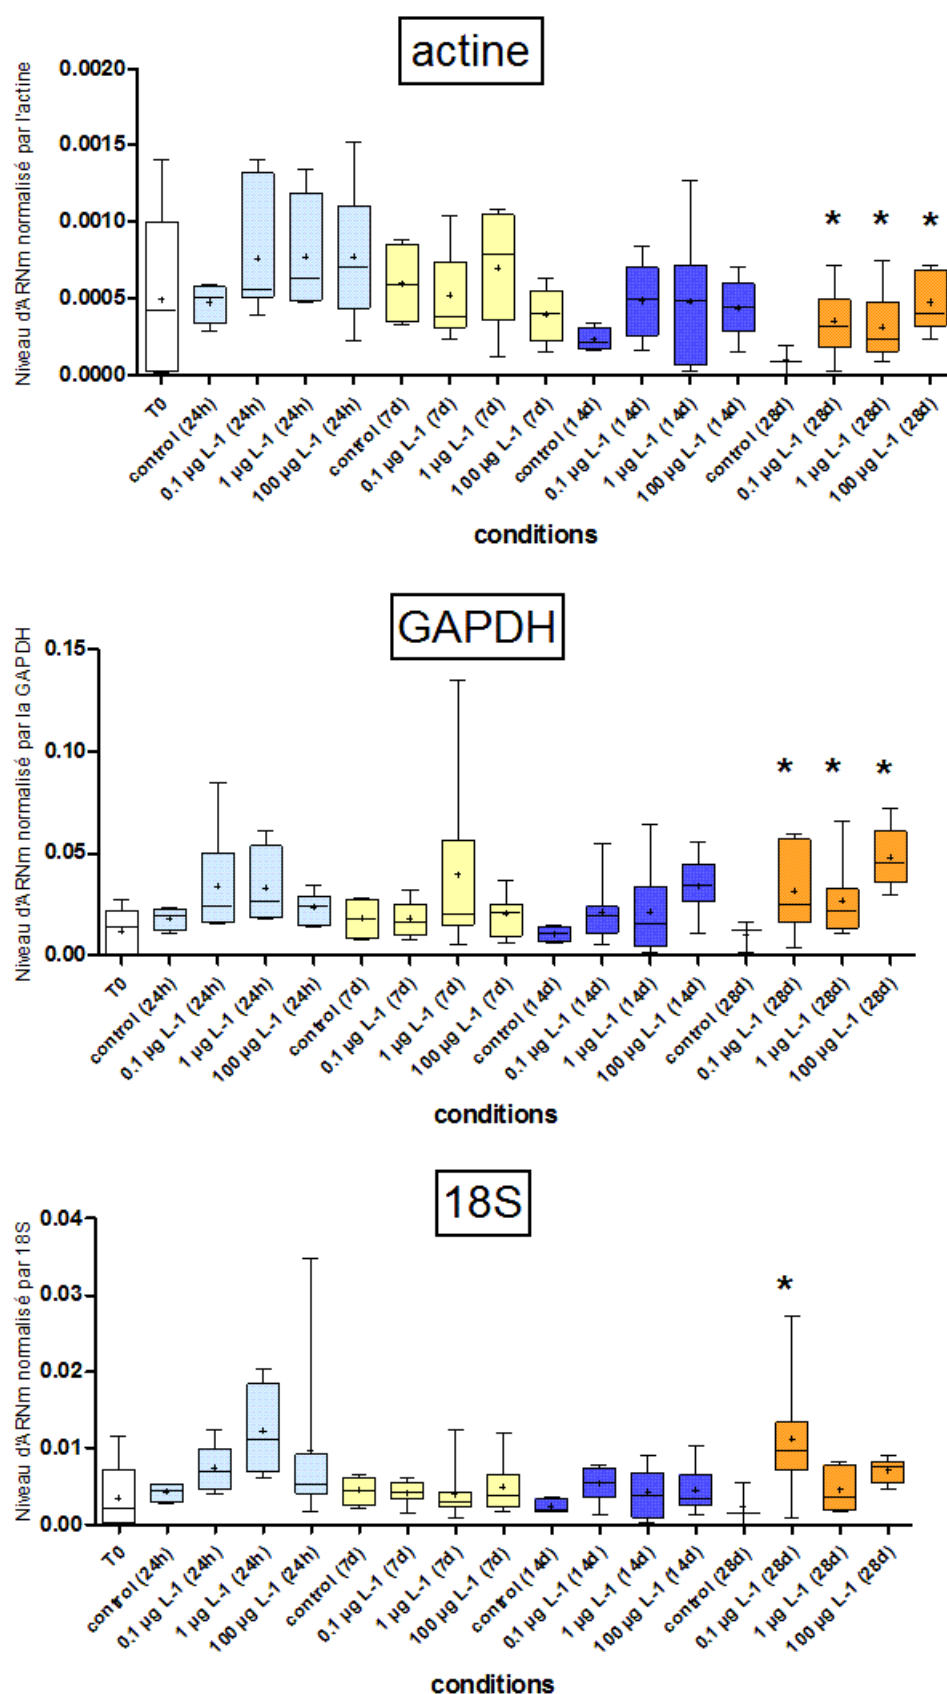 actine
Niveau d'ARNm normalisé par l'actine
0.0020
0.0015
0.0010
0.0005
0.0000
* * *
T0
control (24h)
0.1 µg L-1 (24h)
1 µg L-1 (24h)
100 µg L-1 (24h)
control (7d)
0.1 µg L-1 (7d)
1 µg L-1 (7d)
100 µg L-1 (7d)
control (14d)
0.1 µg L-1 (14d)
1 µg L-1 (14d)
100 µg L-1 (14d)
control (28d)
0.1 µg L-1 (28d)
1 µg L-1 (28d)
100 µg L-1 (28d)
conditions
GAPDH
Niveau d'ARNm normalisé par la GAPDH
0.15
0.10
0.05
0.00
* * *
T0
control (24h)
0.1 µg L-1 (24h)
1 µg L-1 (24h)
100 µg L-1 (24h)
control (7d)
0.1 µg L-1 (7d)
1 µg L-1 (7d)
100 µg L-1 (7d)
control (14d)
0.1 µg L-1 (14d)
1 µg L-1 (14d)
100 µg L-1 (14d)
control (28d)
0.1 µg L-1 (28d)
1 µg L-1 (28d)
100 µg L-1 (28d)
conditions
18S
Niveau d'ARNm normalisé par 18S
0.04
0.03
0.02
0.01
0.00
*
T0
control (24h)
0.1 µg L-1 (24h)
1 µg L-1 (24h)
100 µg L-1 (24h)
control (7d)
0.1 µg L-1 (7d)
1 µg L-1 (7d)
100 µg L-1 (7d)
control (14d)
0.1 µg L-1 (14d)
1 µg L-1 (14d)
100 µg L-1 (14d)
control (28d)
0.1 µg L-1 (28d)
1 µg L-1 (28d)
100 µg L-1 (28d)
conditions